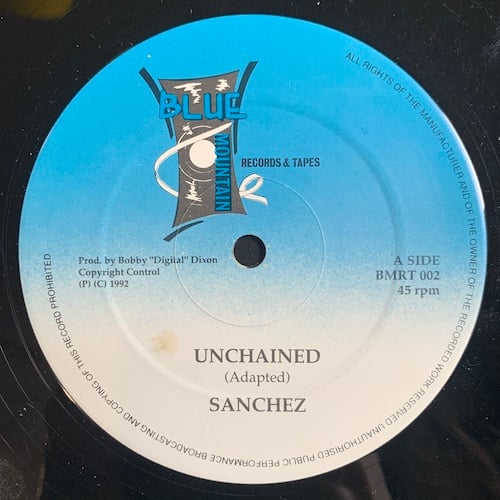 BLUE
MOUNTAIN
RECORDS & TAPES
Prod. by Bobby "Digiial" Dixon
Copyright Control
(P) (C) 1992
A SIDE
BMRT 002
45 rpm
UNCHAINED
(Adapted)
SANCHEZ
ALL RIGHTS OF THE MANUFACTURER AND OF THE OWNER OF THE RECORDED WORK RESERVED UNAUTHORISED PUBLIC PERFORMANCE BROADCASTING AND COPYING OF THIS RECORD PROHIBITED